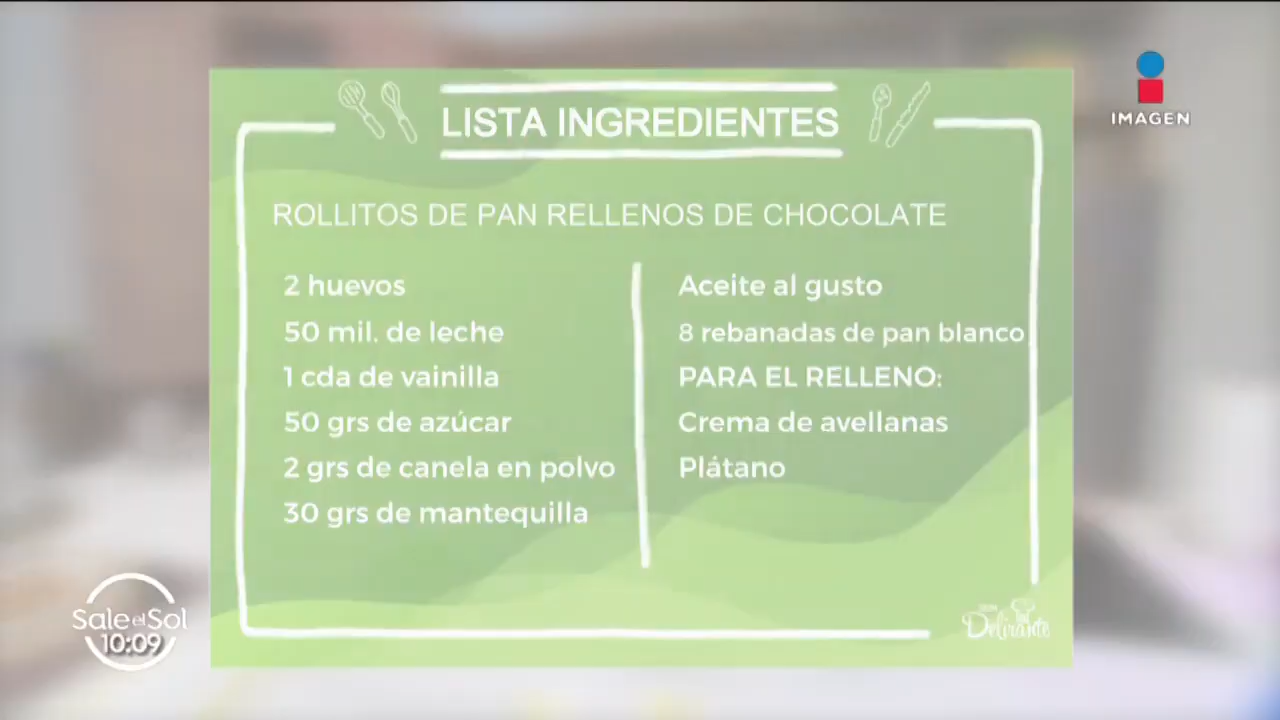 LISTA INGREDIENTES
ROLLITOS DE PAN RELLENOS DE CHOCOLATE
2 huevos
50 mil. de leche
1 cda de vainilla
50 grs de azúcar
2 grs de canela en polvo
30 grs de mantequilla
Aceite al gusto
8 rebanadas de pan blanco
PARA EL RELLENO:
Crema de avellanas
Plátano
IMAGEN
Sale el Sol
10:09
Delirante